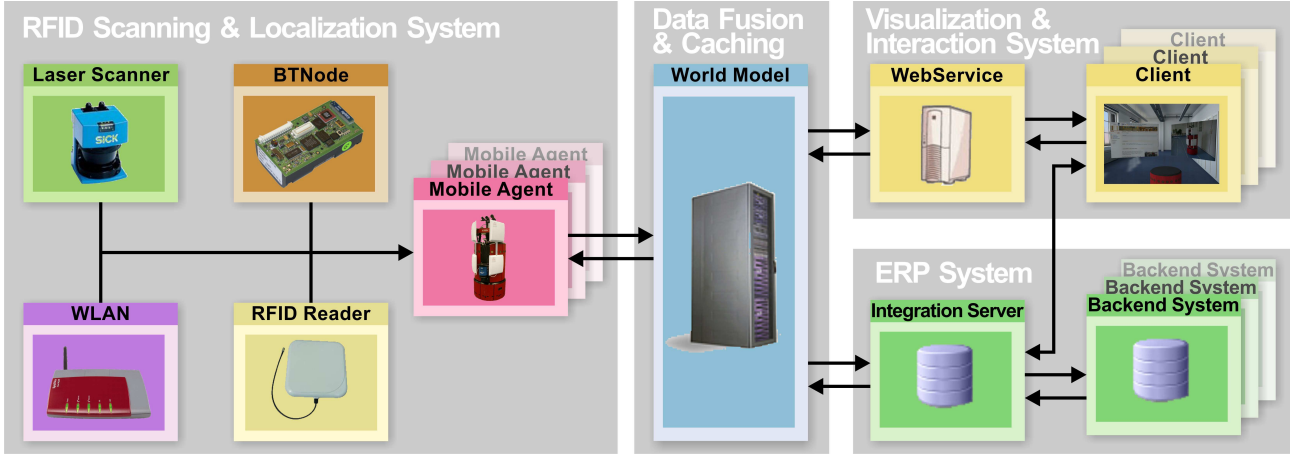 RFID Scanning & Localization System
Laser Scanner
SICK
BTNode
WLAN
RFID Reader
Mobile Agent
Mobile Agent
Mobile Agent
Data Fusion
& Caching
World Model
Visualization &
Interaction System
WebService
Client
Client
Client
ERP System
Integration Server
Backend System
Backend System
Backend System